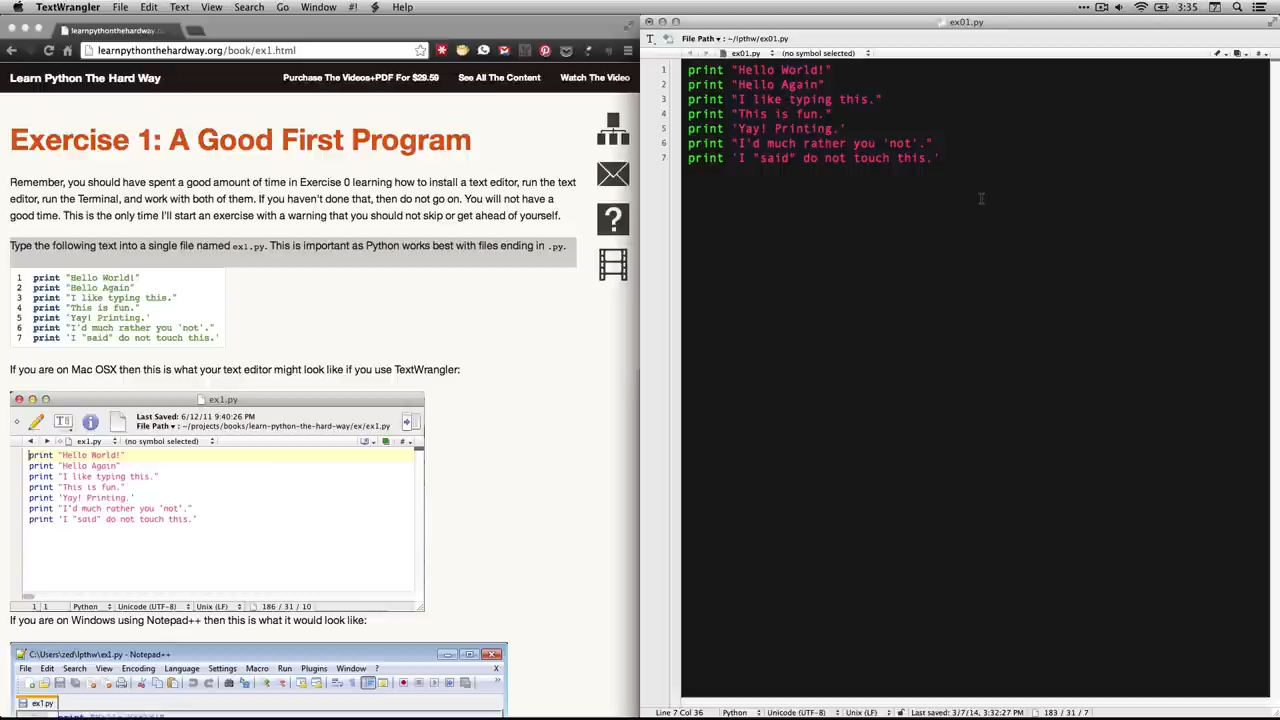 TextWrangler File Edit Text View Search Go Window #! Help 3:35
learnpythonthehardway.org/book/ex1.html
Learn Python The Hard Way Purchase The Videos+PDF For $29.59 See All The Content Watch The Video
Exercise 1: A Good First Program
Remember, you should have spent a good amount of time in Exercise 0 learning how to install a text editor, run the text
editor, run the Terminal, and work with both of them. If you haven't done that, then do not go on. You will not have a
good time. This is the only time I'll start an exercise with a warning that you should not skip or get ahead of yourself.
Type the following text into a single file named ex1.py. This is important as Python works best with files ending in .py.
1 print "Hello World!"
2 print "Hello Again"
3 print "I like typing this."
4 print "This is fun."
5 print 'Yay! Printing.'
6 print "I'd much rather you 'not'."
7 print 'I "said" do not touch this.'
If you are on Mac OSX then this is what your text editor might look like if you use TextWrangler:
ex1.py
Last Saved: 6/12/11 9:40:26 PM
File Path : ~/projects/books/learn-python-the-hard-way/ex/ex1.py
ex1.py (no symbol selected)
print "Hello World!"
print "Hello Again"
print "I like typing this."
print "This is fun."
print 'Yay! Printing.'
print "I'd much rather you 'not'."
print 'I "said" do not touch this.'
1 1 Python Unicode (UTF-8) Unix (LF) 186 / 31 / 10
If you are on Windows using Notepad++ then this is what it would look like:
C:\Users\zed\lpthw\ex1.py - Notepad++
File Edit Search View Encoding Language Settings Macro Run Plugins Window ? X
ex1.py
ex01.py
File Path : ~/lpthw/ex01.py
ex01.py (no symbol selected)
1 print "Hello World!"
2 print "Hello Again"
3 print "I like typing this."
4 print "This is fun."
5 print 'Yay! Printing.'
6 print "I'd much rather you 'not'."
7 print 'I "said" do not touch this.'
Line 7 Col 36 Python Unicode (UTF-8) Unix (LF) Last saved: 3/7/14, 3:32:27 PM 183 / 31 / 7